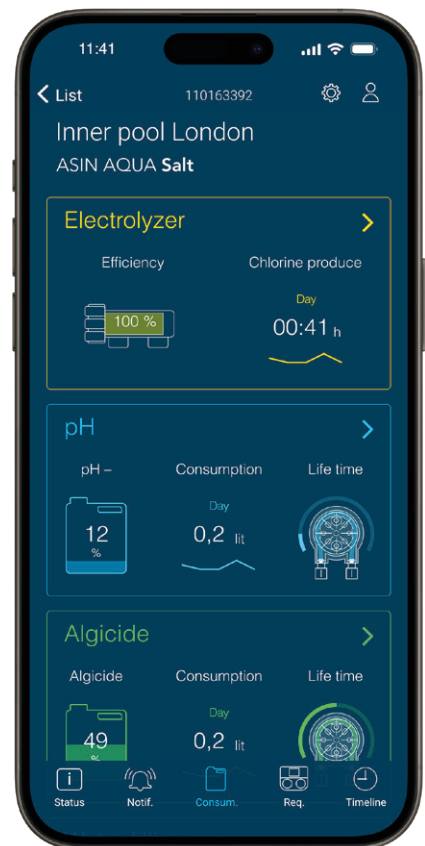 11:41
List 110163392
Inner pool London
ASIN AQUA Salt
Electrolyzer
Efficiency Chlorine produce
100 %
Day
00:41 h
pH
pH – Consumption Life time
12
%
Day
0,2 lit
Algicide
Algicide Consumption Life time
49
%
Day
0,2 lit
Status Notif. Consum. Req. Timeline